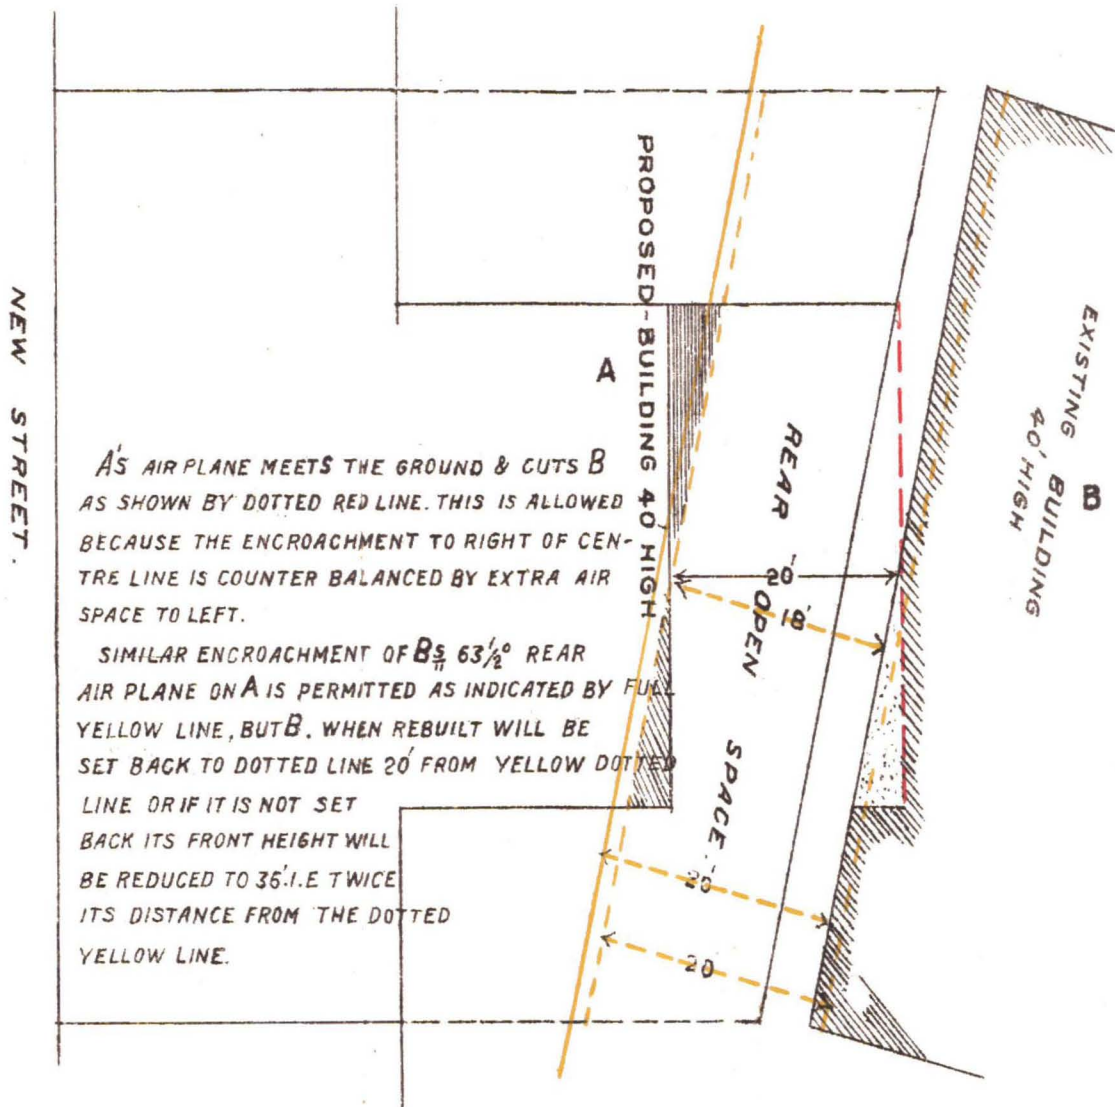 NEW STREET.
PROPOSED-BUILDING 40' HIGH
A
EXISTING BUILDING
40' HIGH
B
REAR OPEN SPACE.
20'
18'
20
20
A'S AIR PLANE MEETS THE GROUND & CUTS B
AS SHOWN BY DOTTED RED LINE. THIS IS ALLOWED
BECAUSE THE ENCROACHMENT TO RIGHT OF CEN-
TRE LINE IS COUNTER BALANCED BY EXTRA AIR
SPACE TO LEFT.
SIMILAR ENCROACHMENT OF B's 63½° REAR
AIR PLANE ON A IS PERMITTED AS INDICATED BY FULL
YELLOW LINE, BUT B. WHEN REBUILT WILL BE
SET BACK TO DOTTED LINE 20' FROM YELLOW DOTTED
LINE OR IF IT IS NOT SET
BACK ITS FRONT HEIGHT WILL
BE REDUCED TO 36'.I.E TWICE
ITS DISTANCE FROM THE DOTTED
YELLOW LINE.